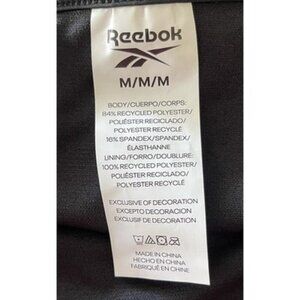 Reebok
M/M/M
BODY/CUERPO/CORPS:
84% RECYCLED POLYESTER/
POLIÉSTER RECICLADO/
POLYESTER RECYCLÉ
16% SPANDEX/SPANDEX/
ÉLASTHANNE
LINING/FORRO/DOUBLURE:
100% RECYCLED POLYESTER/
POLIÉSTER RECICLADO/
POLYESTER RECYCLÉ
EXCLUSIVE OF DECORATION
EXCEPTO DECORACION
EXCLUSIF DE DECORATION
MADE IN CHINA
HECHO EN CHINA
FABRIQUÉ EN CHINE